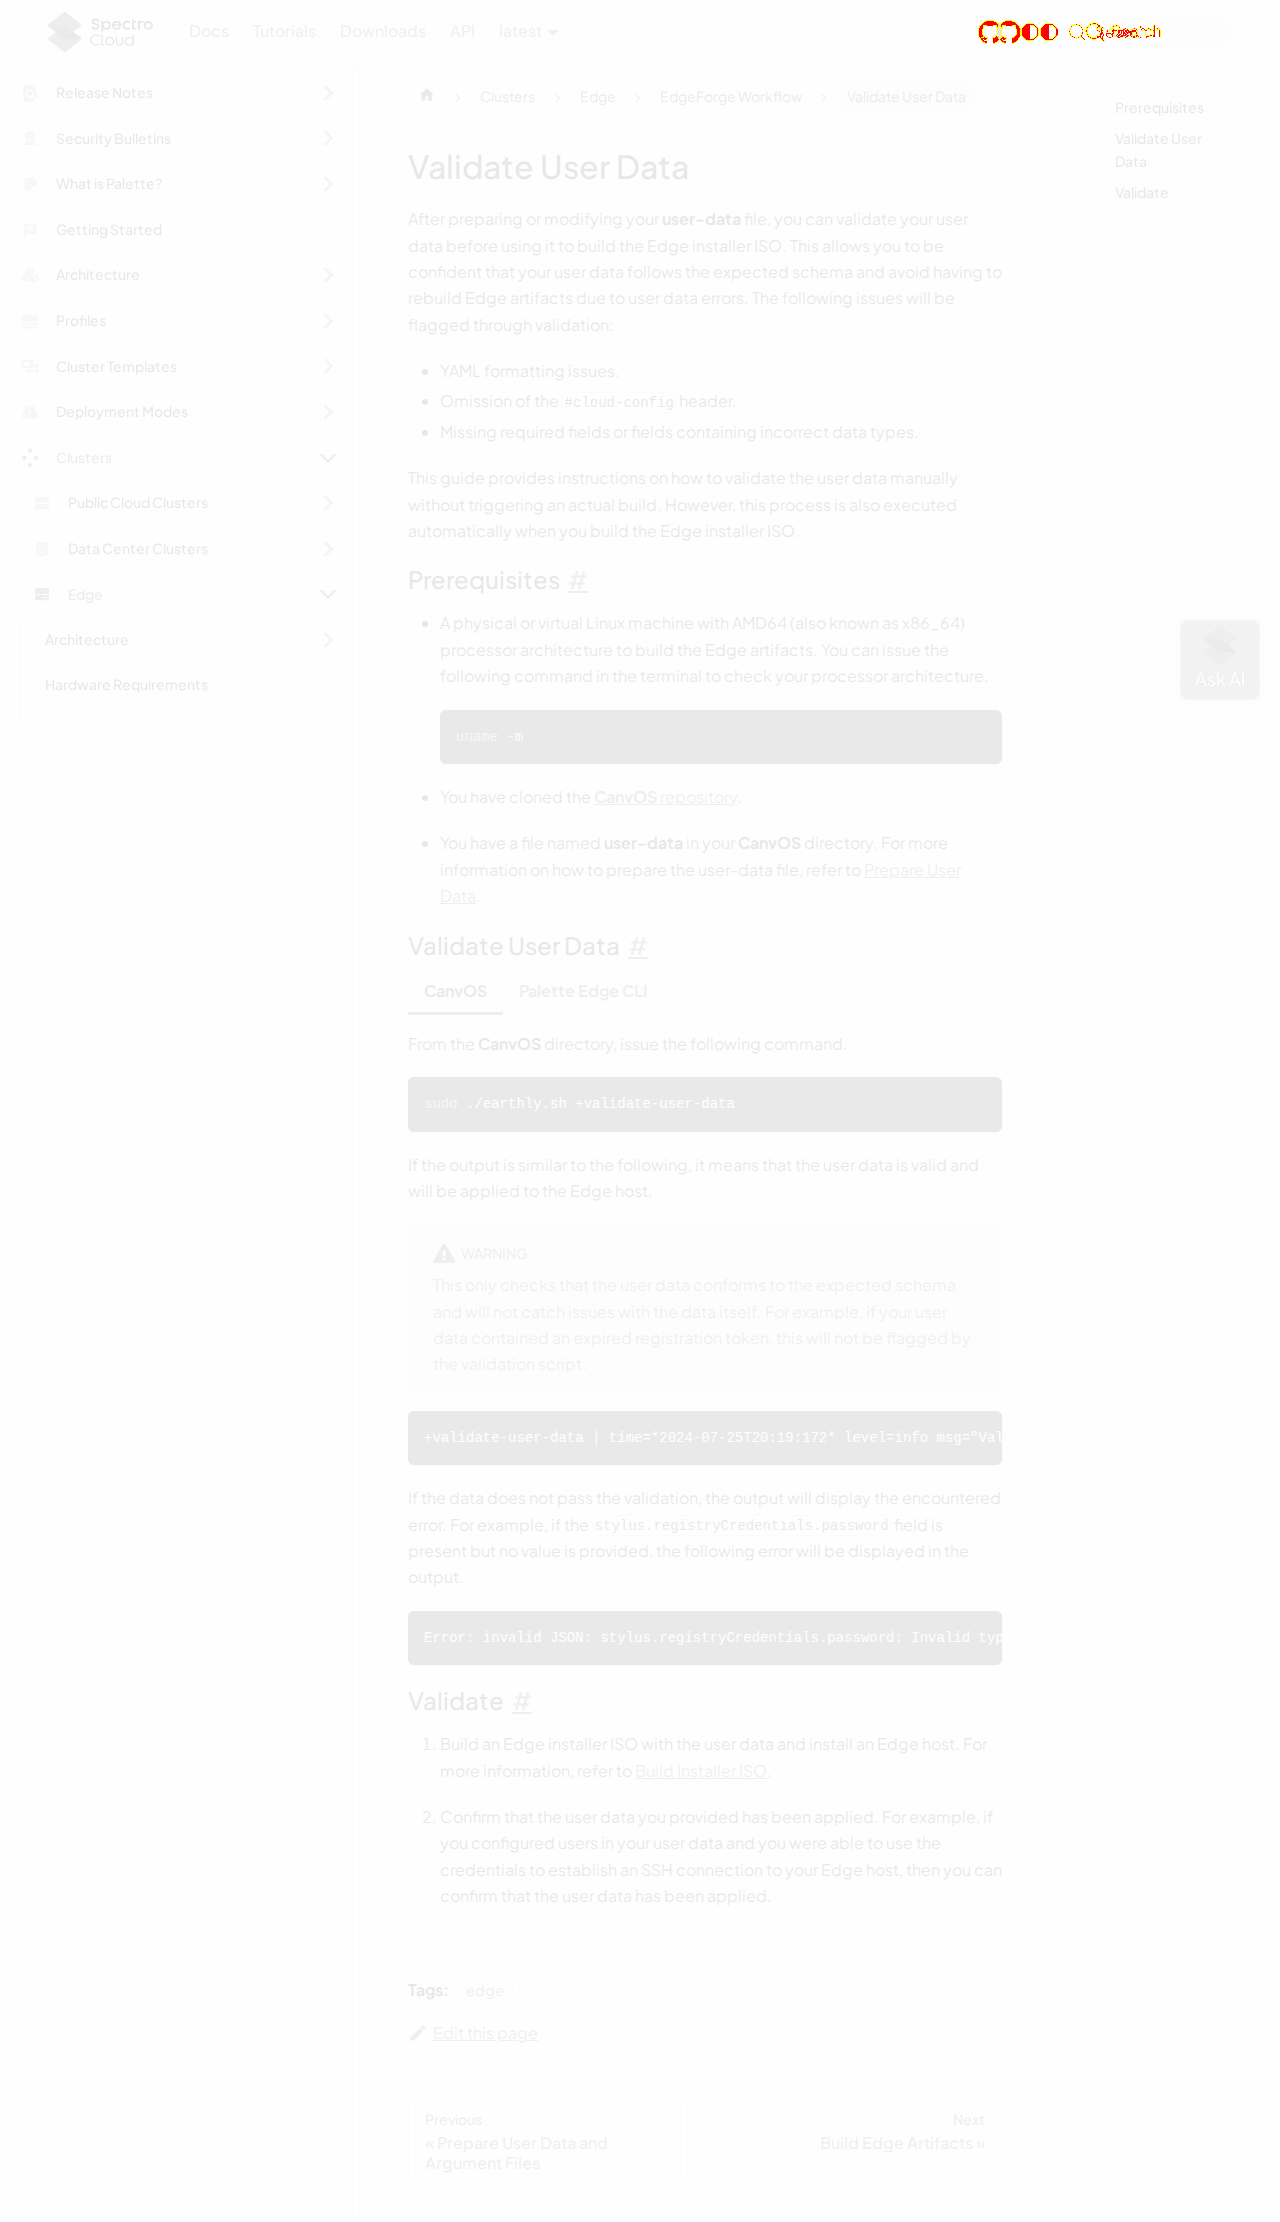 Spectro Cloud
Docs
Tutorials
Downloads
API
latest
Release Notes
Security Bulletins
What is Palette?
Getting Started
Architecture
Profiles
Cluster Templates
Deployment Modes
Clusters
Public Cloud Clusters
Data Center Clusters
Edge
Architecture
Hardware Requirements
Clusters
Edge
EdgeForge Workflow
Validate User Data
Validate User Data
After preparing or modifying your user-data file, you can validate your user
data before using it to build the Edge installer ISO. This allows you to be
confident that your user data follows the expected schema and avoid having to
rebuild Edge artifacts due to user data errors. The following issues will be
flagged through validation:
YAML formatting issues.
Omission of the #cloud-config header.
Missing required fields or fields containing incorrect data types.
This guide provides instructions on how to validate the user data manually
without triggering an actual build. However, this process is also executed
automatically when you build the Edge installer ISO.
Prerequisites #
A physical or virtual Linux machine with AMD64 (also known as x86_64)
processor architecture to build the Edge artifacts. You can issue the
following command in the terminal to check your processor architecture.
uname -m
You have cloned the CanvOS repository.
You have a file named user-data in your CanvOS directory. For more
information on how to prepare the user-data file, refer to Prepare User
Data.
Validate User Data #
CanvOS
Palette Edge CLI
From the CanvOS directory, issue the following command.
sudo ./earthly.sh +validate-user-data
If the output is similar to the following, it means that the user data is valid and
will be applied to the Edge host.
WARNING
This only checks that the user data conforms to the expected schema
and will not catch issues with the data itself. For example, if your user
data contained an expired registration token, this will not be flagged by
the validation script.
+validate-user-data | time="2024-07-25T20:19:172" level=info msg="Val
If the data does not pass the validation, the output will display the encountered
error. For example, if the stylus.registryCredentials.password field is
present but no value is provided, the following error will be displayed in the
output.
Error: invalid JSON: stylus.registryCredentials.password: Invalid typ
Validate #
1. Build an Edge installer ISO with the user data and install an Edge host. For
more information, refer to Build Installer ISO.
2. Confirm that the user data you provided has been applied. For example, if
you configured users in your user data and you were able to use the
credentials to establish an SSH connection to your Edge host, then you can
confirm that the user data has been applied.
Tags: edge
Edit this page
Previous
« Prepare User Data and
Argument Files
Next
Build Edge Artifacts »
Prerequisites
Validate User
Data
Validate
Ask AI